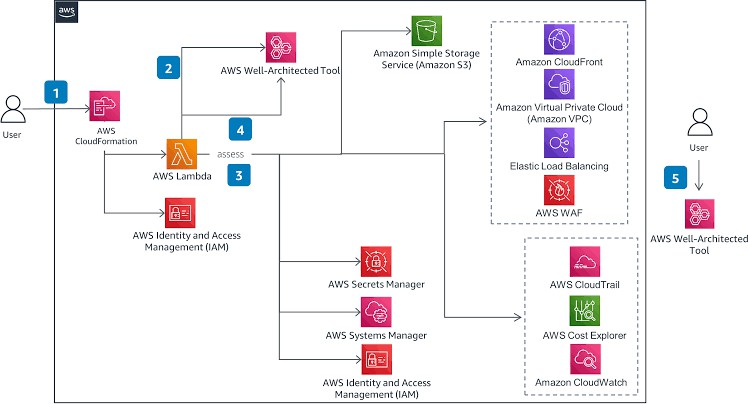 aws
1
User
AWS
CloudFormation
2
AWS Well-Architected Tool
4
AWS Lambda
assess
3
AWS Identity and Access
Management (IAM)
Amazon Simple Storage
Service (Amazon S3)
AWS Secrets Manager
AWS Systems Manager
AWS Identity and Access
Management (IAM)
Amazon CloudFront
Amazon Virtual Private Cloud
(Amazon VPC)
Elastic Load Balancing
AWS WAF
AWS CloudTrail
AWS Cost Explorer
Amazon CloudWatch
User
5
AWS Well-Architected
Tool